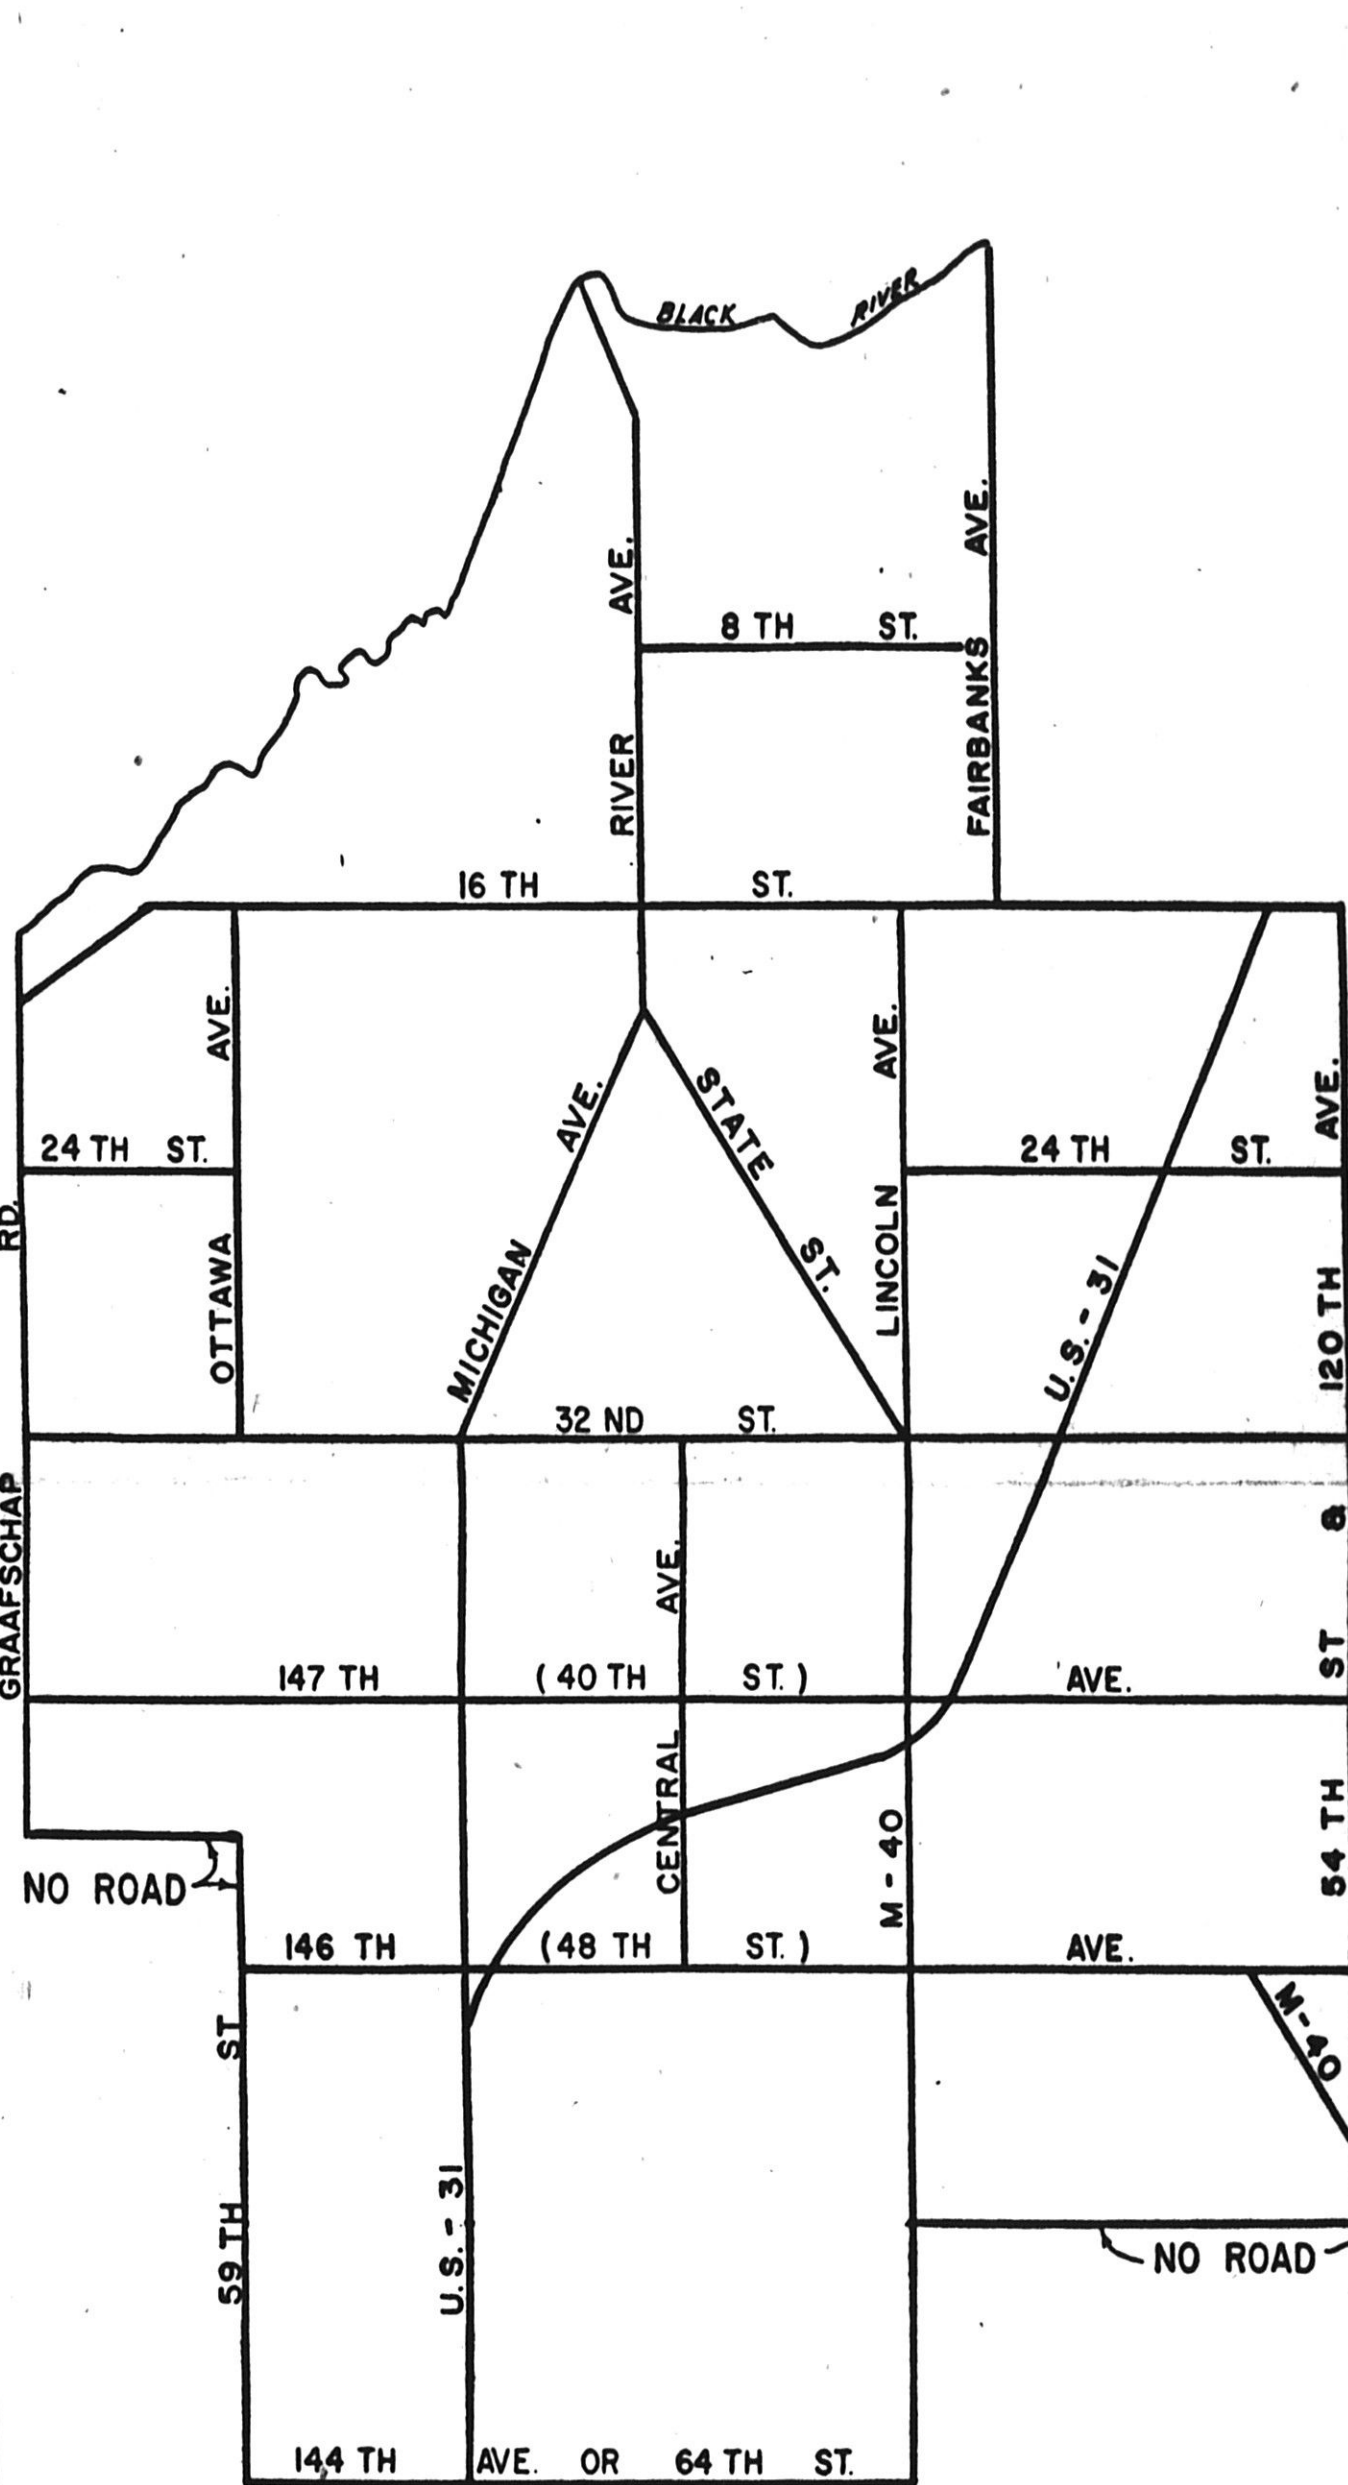 BLACK RIVER
RIVER AVE.
8 TH ST.
FAIRBANKS AVE.
16 TH ST.
OTTAWA AVE.
24 TH ST.
MICHIGAN AVE.
STATE ST.
LINCOLN AVE.
24 TH ST.
U.S. - 31
120 TH AVE.
54 TH ST &
GRAAFSCHAP RD.
32 ND ST.
CENTRAL AVE.
147 TH (40 TH ST.) AVE.
M - 40
NO ROAD
146 TH (48 TH ST.) AVE.
M - 40
59 TH ST
U.S. - 31
NO ROAD
144 TH AVE. OR 64 TH ST.